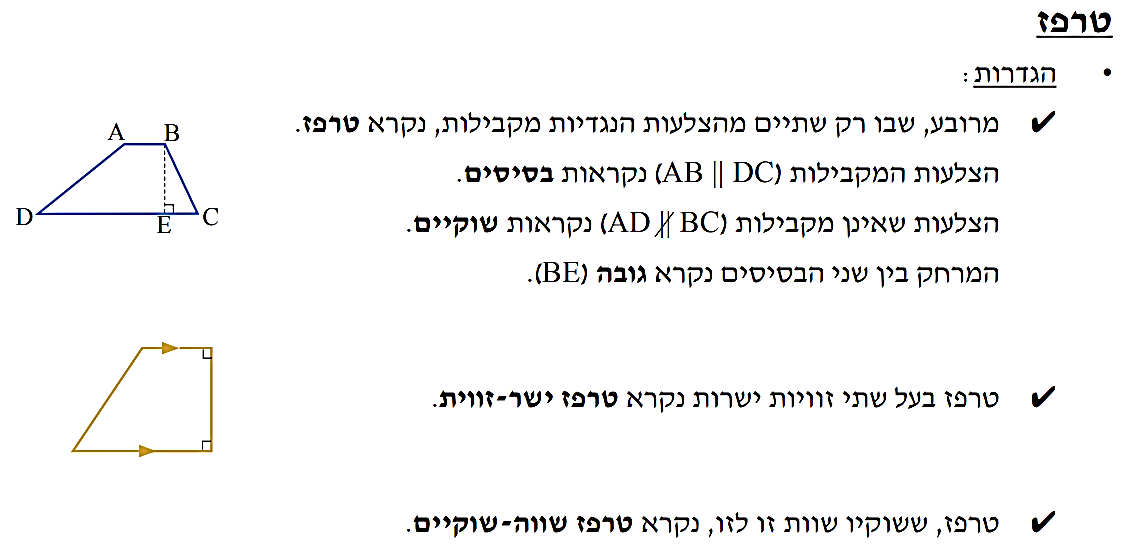 טרפז
• הגדרות:
✔ מרובע, שבו רק שתיים מהצלעות הנגדיות מקבילות, נקרא טרפז.
הצלעות המקבילות (AB || DC) נקראות בסיסים.
הצלעות שאינן מקבילות (AD ∦ BC) נקראות שוקיים.
המרחק בין שני הבסיסים נקרא גובה (BE).
A B
D E C
✔ טרפז בעל שתי זוויות ישרות נקרא טרפז ישר-זווית.
✔ טרפז, ששוקיו שוות זו לזו, נקרא טרפז שווה-שוקיים.